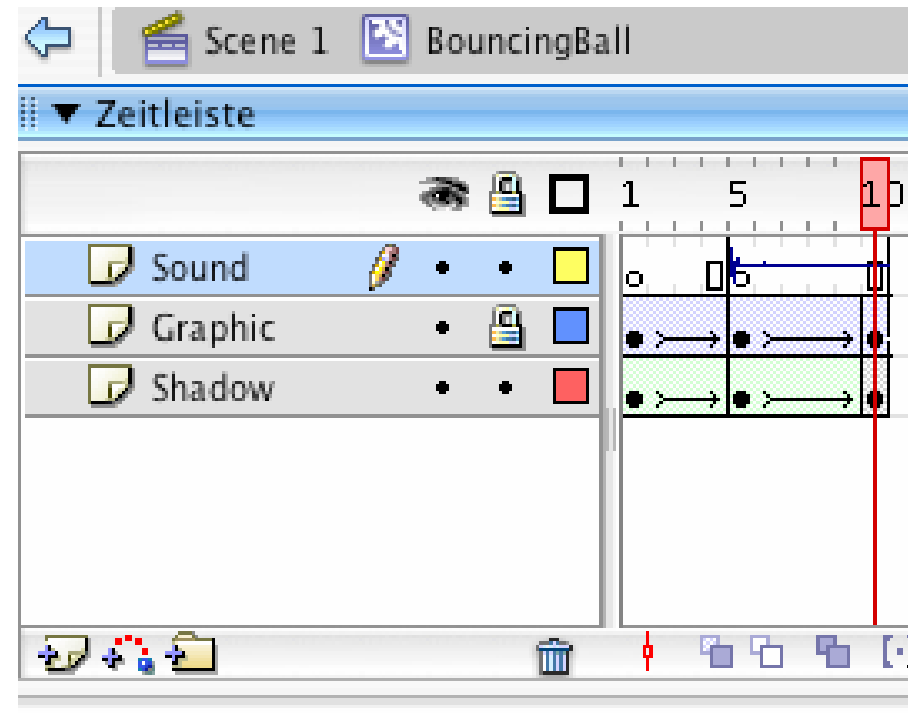 Scene 1 BouncingBall
Zeitleiste
1 5 10
Sound
Graphic
Shadow